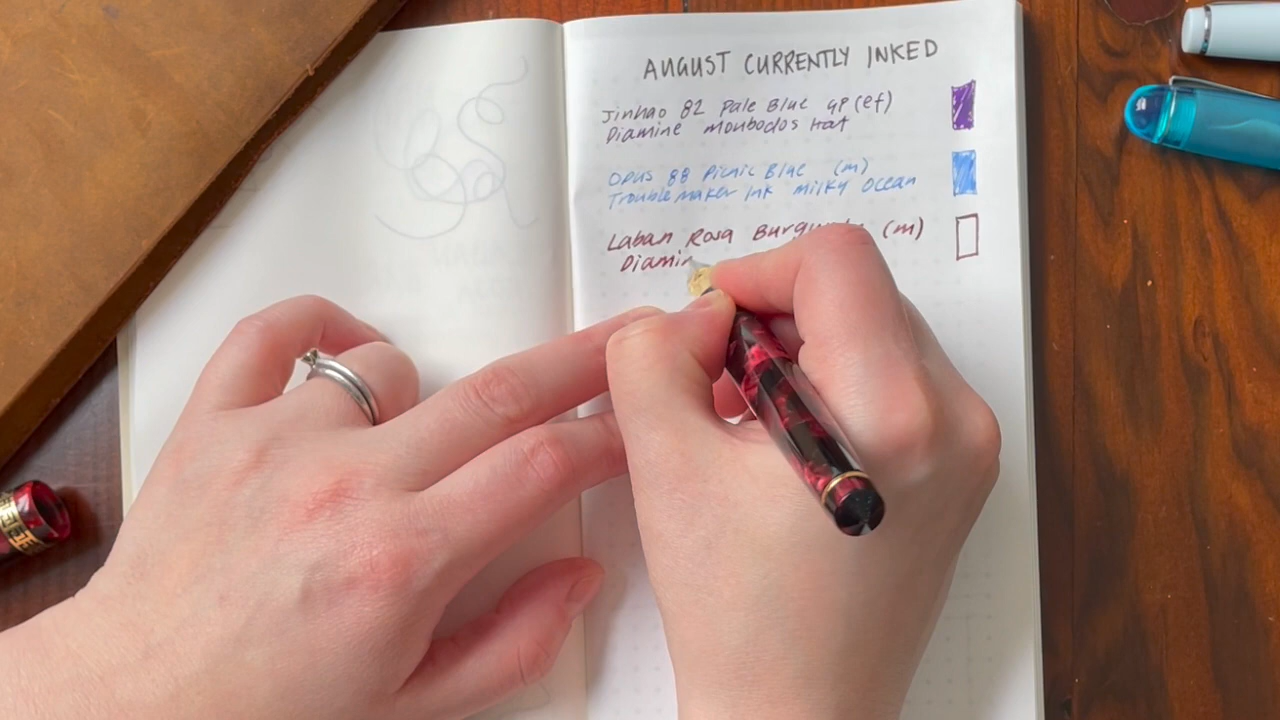 AUGUST CURRENTLY INKED
Jinhao 82 Pale Blue GP (ef)
Diamine Monbodos Hat
Opus 88 Picnic Blue (m)
Troublemaker Ink Milky Ocean
Laban Rosa (m)